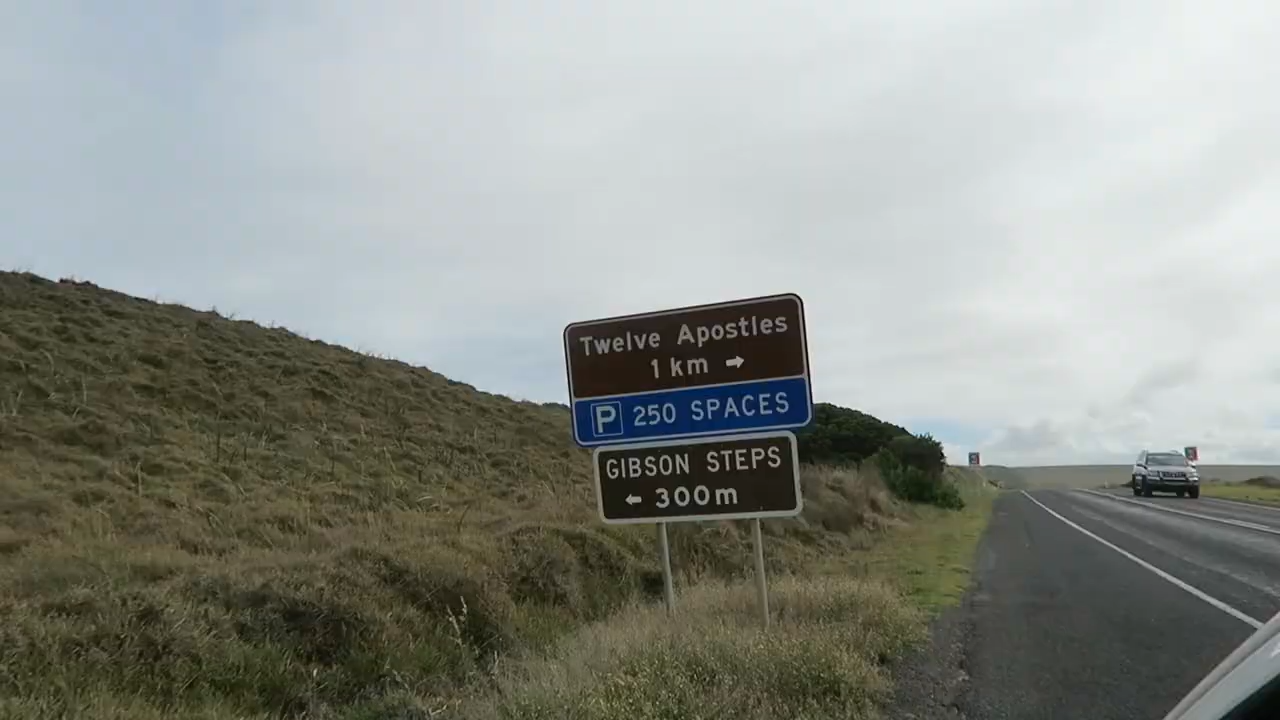 Twelve Apostles
1 km →
P 250 SPACES
GIBSON STEPS
← 300m